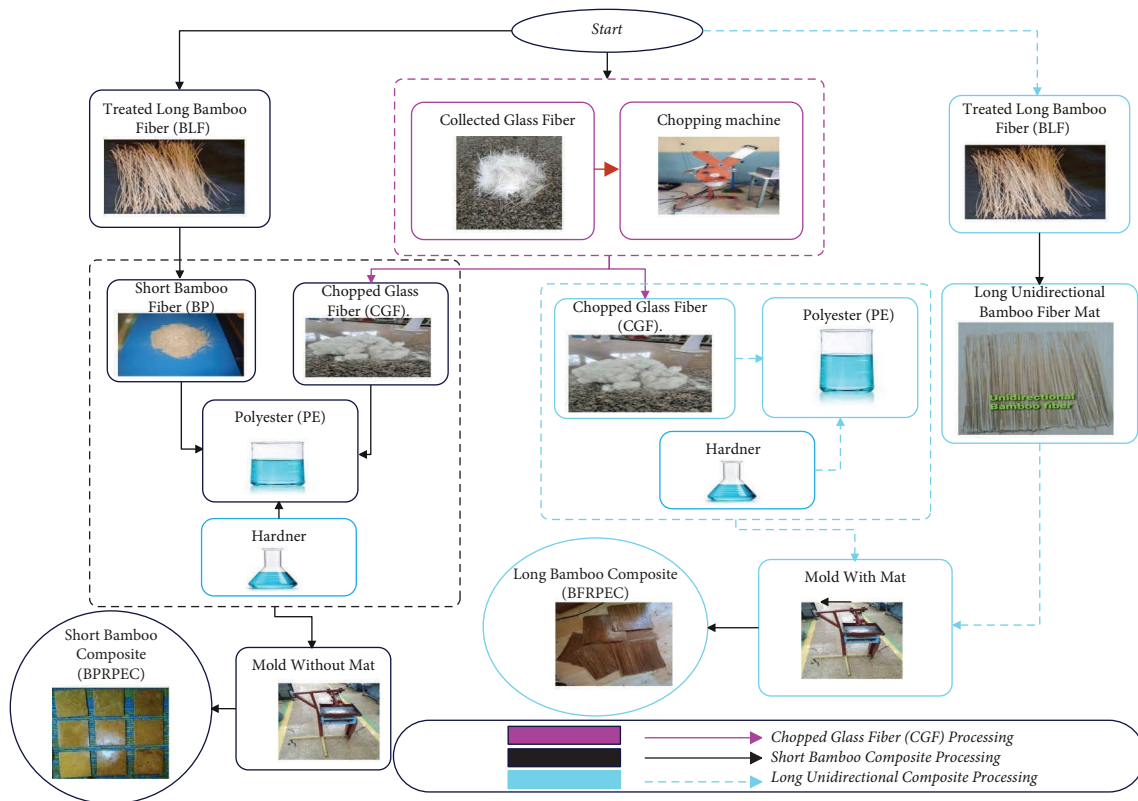 Start
Treated Long Bamboo
Fiber (BLF)
Collected Glass Fiber
Chopping machine
Treated Long Bamboo
Fiber (BLF)
Short Bamboo
Fiber (BP)
Chopped Glass
Fiber (CGF).
Chopped Glass Fiber
(CGF).
Polyester (PE)
Long Unidirectional
Bamboo Fiber Mat
Unidirectional
Bamboo fiber
Polyester (PE)
Hardner
Hardner
Long Bamboo Composite
(BFRPEC)
Mold With Mat
Short Bamboo
Composite
(BPRPEC)
Mold Without Mat
Chopped Glass Fiber (CGF) Processing
Short Bamboo Composite Processing
Long Unidirectional Composite Processing